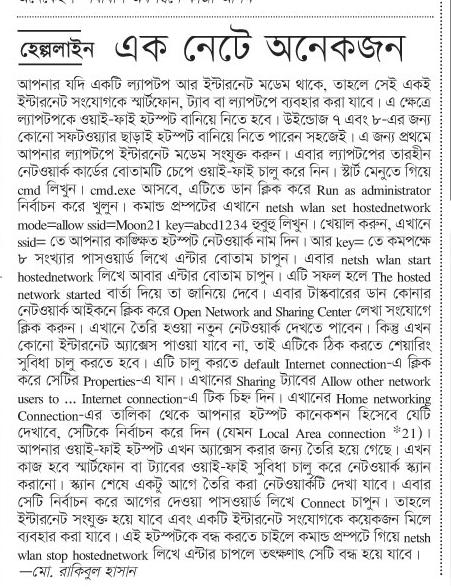 হেল্পলাইন এক নেটে অনেকজন
আপনার যদি একটি ল্যাপটপ আর ইন্টারনেট মডেম থাকে, তাহলে সেই একই
ইন্টারনেট সংযোগকে স্মার্টফোন, ট্যাব বা ল্যাপটপে ব্যবহার করা যাবে। এ ক্ষেত্রে
ল্যাপটপকে ওয়াই-ফাই হটস্পট বানিয়ে নিতে হবে। উইন্ডোজ ৭ এবং ৮-এর জন্য
কোনো সফটওয়্যার ছাড়াই হটস্পট বানিয়ে নিতে পারেন সহজেই। এ জন্য প্রথমে
আপনার ল্যাপটপে ইন্টারনেট মডেম সংযুক্ত করুন। এবার ল্যাপটপের তারহীন
নেটওয়ার্ক কার্ডের বোতামটি চেপে ওয়াই-ফাই চালু করে নিন। স্টার্ট মেনুতে গিয়ে
cmd লিখুন। cmd.exe আসবে, এটিতে ডান ক্লিক করে Run as administrator
নির্বাচন করে খুলুন। কমান্ড প্রম্পটের এখানে netsh wlan set hostednetwork
mode=allow ssid=Moon21 key=abcd1234 হুবহু লিখুন। খেয়াল করুন, এখানে
ssid= তে আপনার কাঙ্ক্ষিত হটস্পট নেটওয়ার্ক নাম দিন। আর key= তে কমপক্ষে
৮ সংখ্যার পাসওয়ার্ড লিখে এন্টার বোতাম চাপুন। এবার netsh wlan start
hostednetwork লিখে আবার এন্টার বোতাম চাপুন। এটি সফল হলে The hosted
network started বার্তা দিয়ে তা জানিয়ে দেবে। এবার টাস্কবারের ডান কোনার
নেটওয়ার্ক আইকনে ক্লিক করে Open Network and Sharing Center লেখা সংযোগে
ক্লিক করুন। এখানে তৈরি হওয়া নতুন নেটওয়ার্ক দেখতে পাবেন। কিন্তু এখন
কোনো ইন্টারনেট অ্যাক্সেস পাওয়া যাবে না, তাই এটিকে ঠিক করতে শেয়ারিং
সুবিধা চালু করতে হবে। এটি চালু করতে default Internet connection-এ ক্লিক
করে সেটির Properties-এ যান। এখানের Sharing ট্যাবের Allow other network
users to ... Internet connection-এ টিক চিহ্ন দিন। এখানের Home networking
Connection-এর তালিকা থেকে আপনার হটস্পট কানেকশন হিসেবে যেটি
দেখাবে, সেটিকে নির্বাচন করে দিন (যেমন Local Area connection *21)।
আপনার ওয়াই-ফাই হটস্পট এখন অ্যাক্সেস করার জন্য তৈরি হয়ে গেছে। এখন
কাজ হবে স্মার্টফোন বা ট্যাবের ওয়াই-ফাই সুবিধা চালু করে নেটওয়ার্ক স্ক্যান
করানো। স্ক্যান শেষে একটু আগে তৈরি করা নেটওয়ার্কটি দেখা যাবে। এবার
সেটি নির্বাচন করে আগের দেওয়া পাসওয়ার্ড লিখে Connect চাপুন। তাহলে
ইন্টারনেট সংযুক্ত হয়ে যাবে এবং একটি ইন্টারনেট সংযোগকে কয়েকজন মিলে
ব্যবহার করা যাবে। এই হটস্পটকে বন্ধ করতে চাইলে কমান্ড প্রম্পটে গিয়ে netsh
wlan stop hostednetwork লিখে এন্টার চাপলে তৎক্ষণাৎ সেটি বন্ধ হয়ে যাবে।
—মো. রাকিবুল হাসান